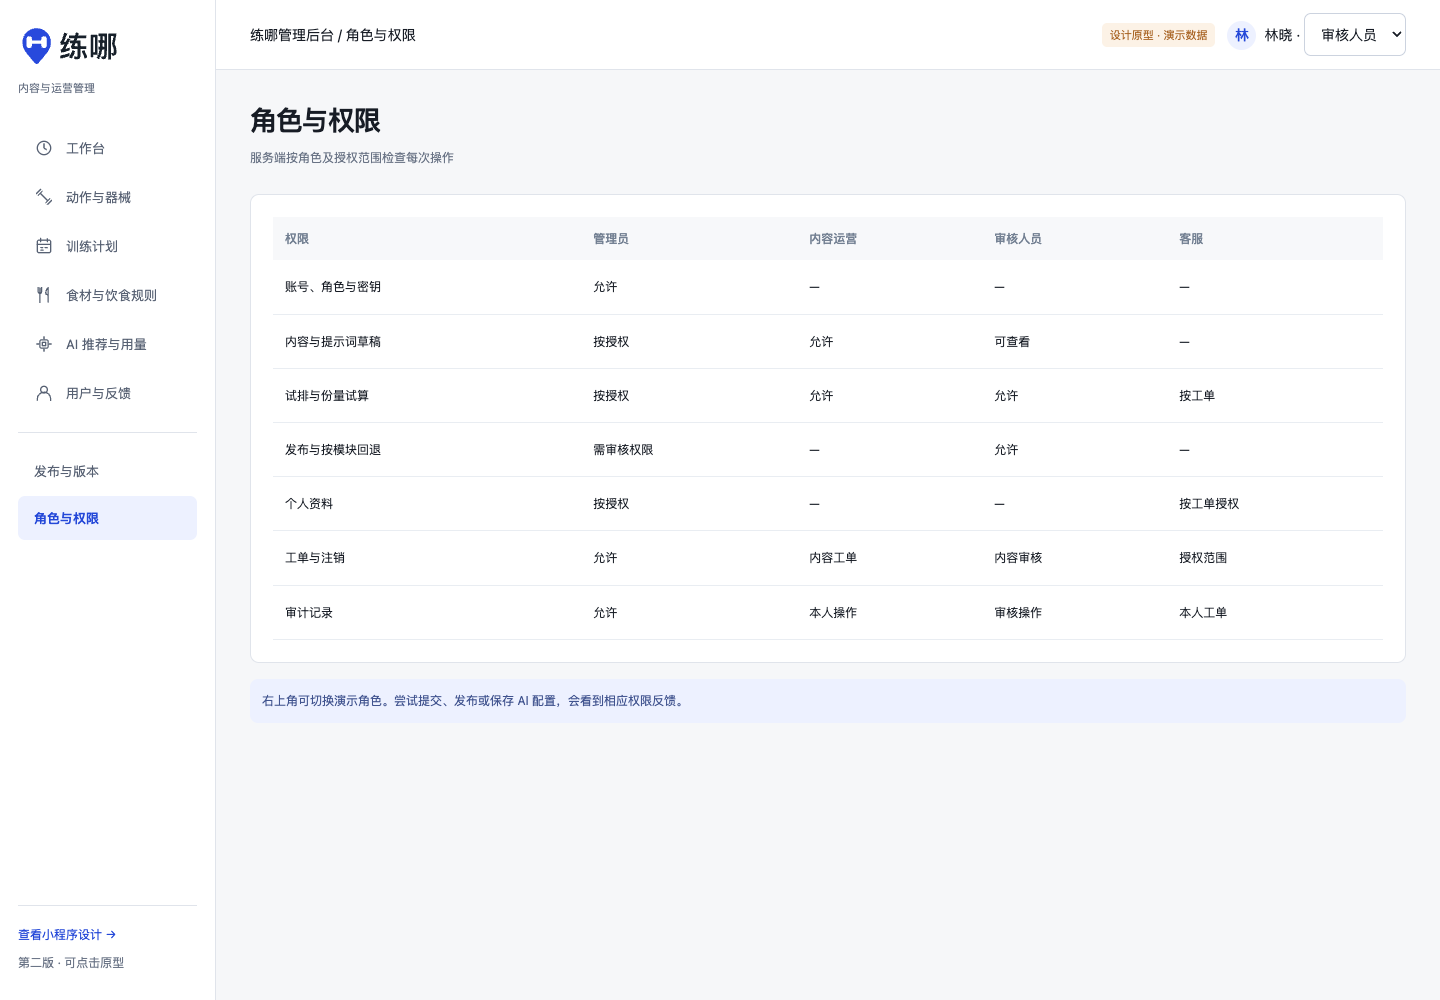 练哪
内容与运营管理
工作台
动作与器械
训练计划
食材与饮食规则
AI 推荐与用量
用户与反馈
发布与版本
角色与权限
查看小程序设计 →
第二版 · 可点击原型
练哪管理后台 / 角色与权限
设计原型 · 演示数据
林 林晓 · 审核人员
角色与权限
服务端按角色及授权范围检查每次操作
权限 管理员 内容运营 审核人员 客服
账号、角色与密钥 允许 — — —
内容与提示词草稿 按授权 允许 可查看 —
试排与份量试算 按授权 允许 允许 按工单
发布与按模块回退 需审核权限 — 允许 —
个人资料 按授权 — — 按工单授权
工单与注销 允许 内容工单 内容审核 授权范围
审计记录 允许 本人操作 审核操作 本人工单
右上角可切换演示角色。尝试提交、发布或保存 AI 配置，会看到相应权限反馈。